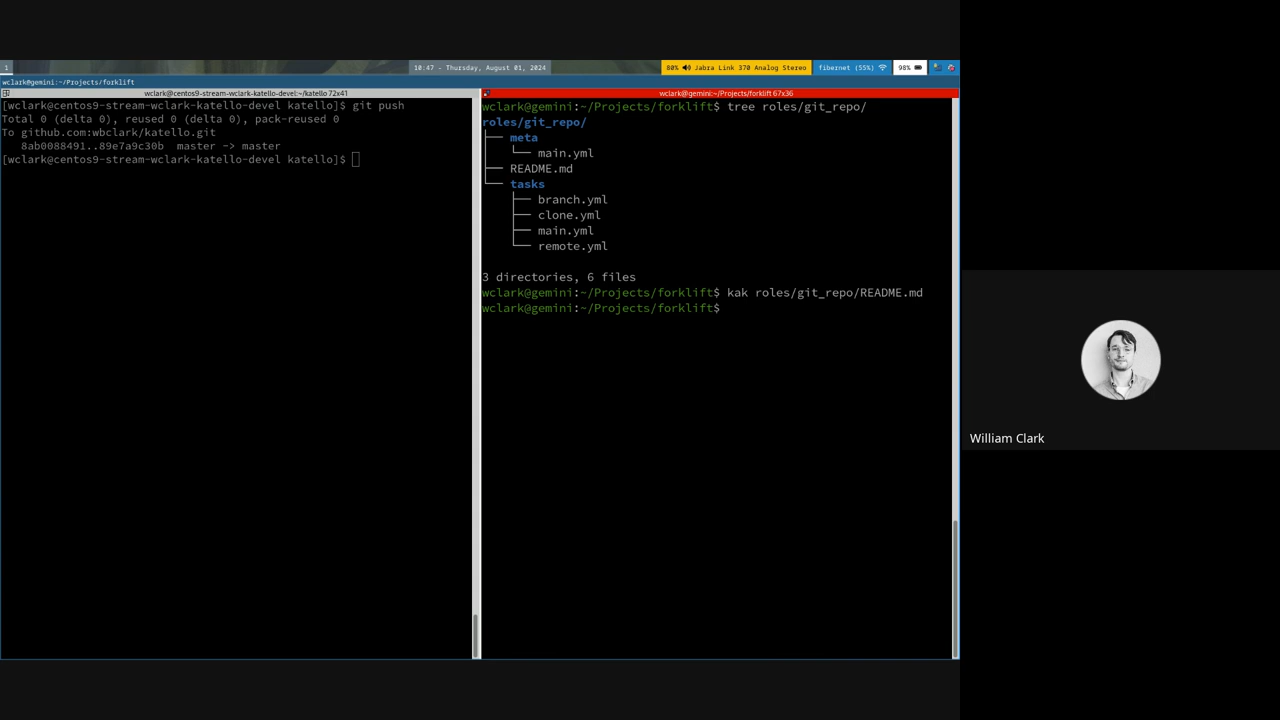 1
10:47 - Thursday, August 01, 2024
80% Jabra Link 370 Analog Stereo
fibernet (55%)
98%
wclark@gemini:~/Projects/forklift
wclark@centos9-stream-wclark-katello-devel:~/katello 72x41
[wclark@centos9-stream-wclark-katello-devel katello]$ git push
Total 0 (delta 0), reused 0 (delta 0), pack-reused 0
To github.com:wbclark/katello.git
8ab0088491..89e7a9c30b master -> master
[wclark@centos9-stream-wclark-katello-devel katello]$
wclark@gemini:~/Projects/forklift 67x36
wclark@gemini:~/Projects/forklift$ tree roles/git_repo/
roles/git_repo/
├── meta
│   └── main.yml
├── README.md
└── tasks
    ├── branch.yml
    ├── clone.yml
    ├── main.yml
    └── remote.yml
3 directories, 6 files
wclark@gemini:~/Projects/forklift$ kak roles/git_repo/README.md
wclark@gemini:~/Projects/forklift$
William Clark